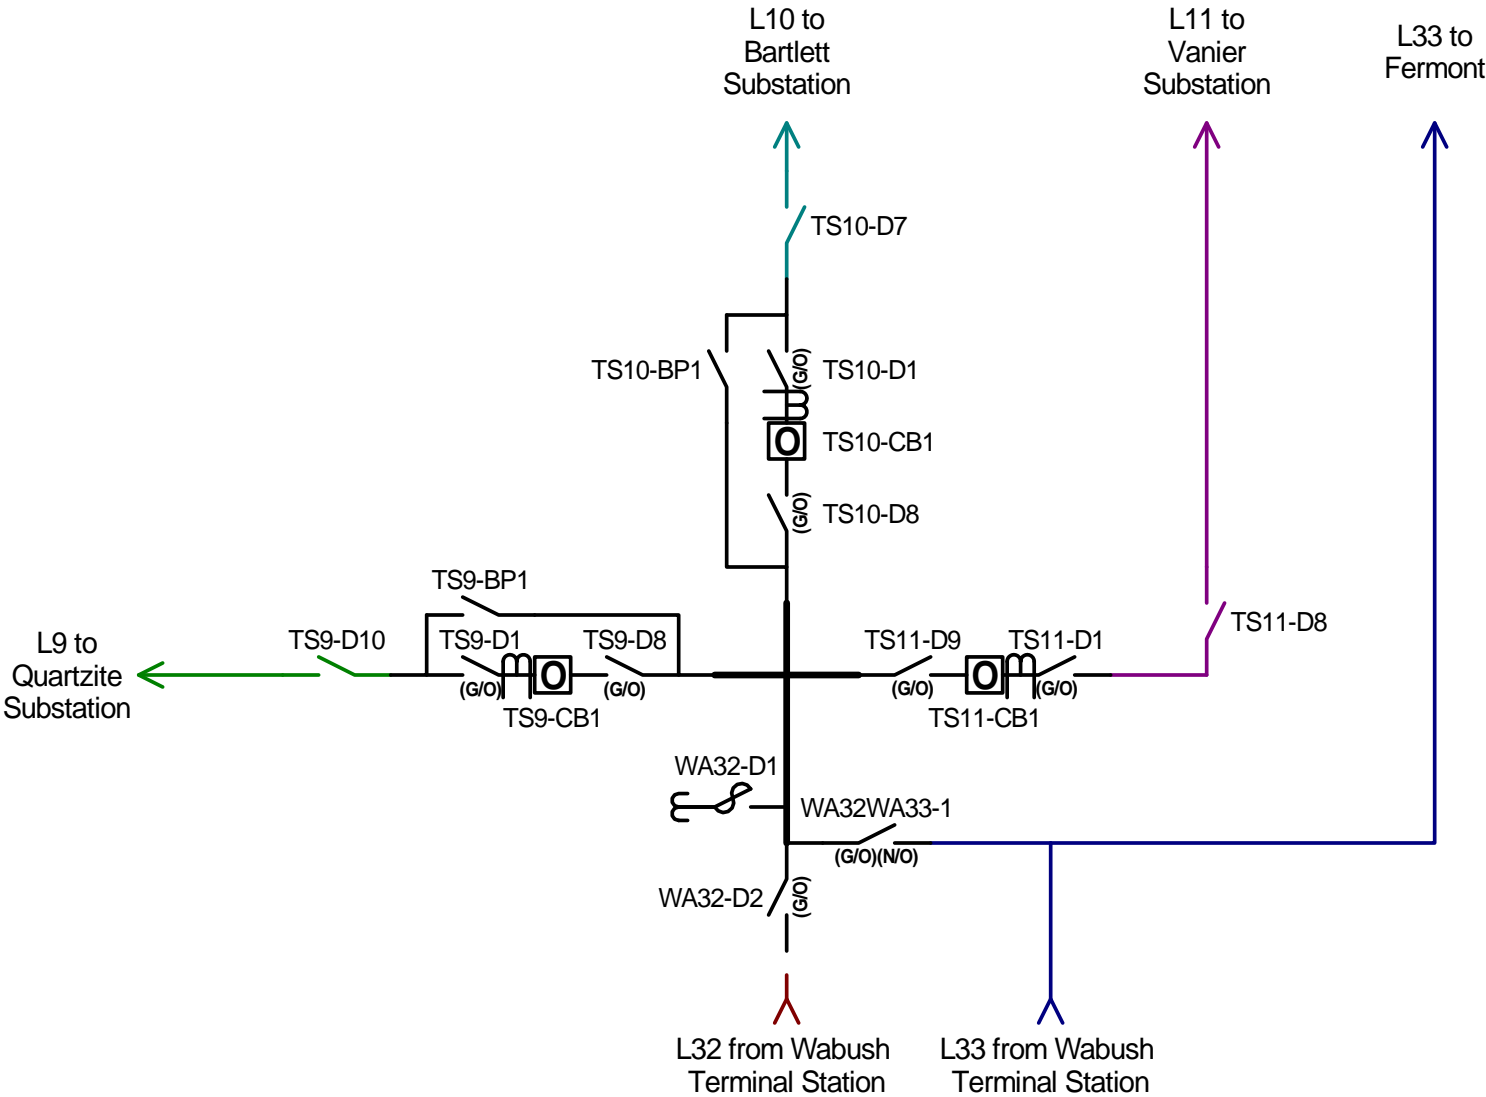 L10 to
Bartlett
Substation
L11 to
Vanier
Substation
L33 to
Fermont
TS10-D7
TS10-BP1
(G/O)
TS10-D1
O
TS10-CB1
(G/O)
TS10-D8
TS9-BP1
L9 to
Quartzite
Substation
TS9-D10
TS9-D1
(G/O)
O
TS9-CB1
TS9-D8
(G/O)
TS11-D9
(G/O)
O
TS11-CB1
TS11-D1
(G/O)
TS11-D8
WA32-D1
WA32WA33-1
(G/O)(N/O)
WA32-D2
(G/O)
L32 from Wabush
Terminal Station
L33 from Wabush
Terminal Station